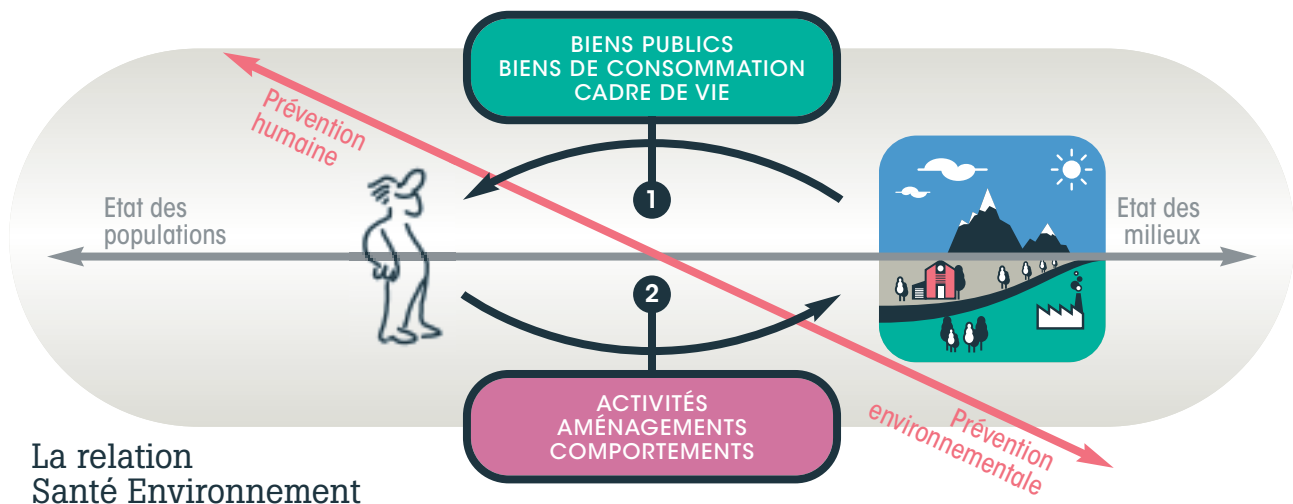 BIENS PUBLICS
BIENS DE CONSOMMATION
CADRE DE VIE
Prévention
humaine
1
Etat des
populations
Etat des
milieux
2
ACTIVITÉS
AMÉNAGEMENTS
COMPORTEMENTS
Prévention
environnementale
La relation
Santé Environnement